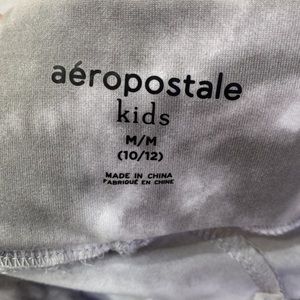 aéropostale
kids
M/M
(10/12)
MADE IN CHINA
FABRIQUÉ EN CHINE